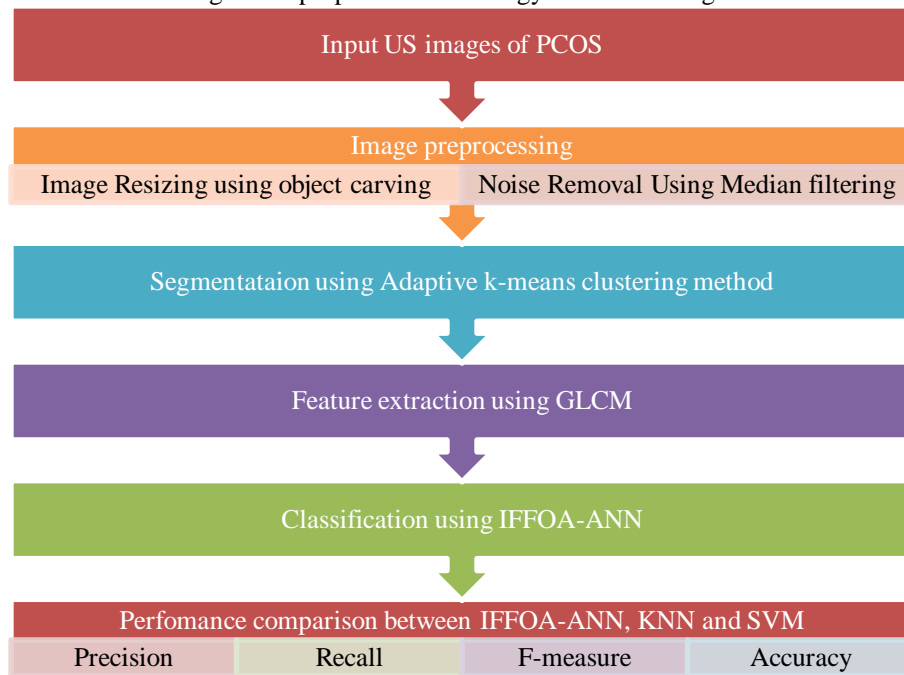 Input US images of PCOS
Image preprocessing
Image Resizing using object carving
Noise Removal Using Median filtering
Segmentataion using Adaptive k-means clustering method
Feature extraction using GLCM
Classification using IFFOA-ANN
Perfomance comparison between IFFOA-ANN, KNN and SVM
Precision
Recall
F-measure
Accuracy